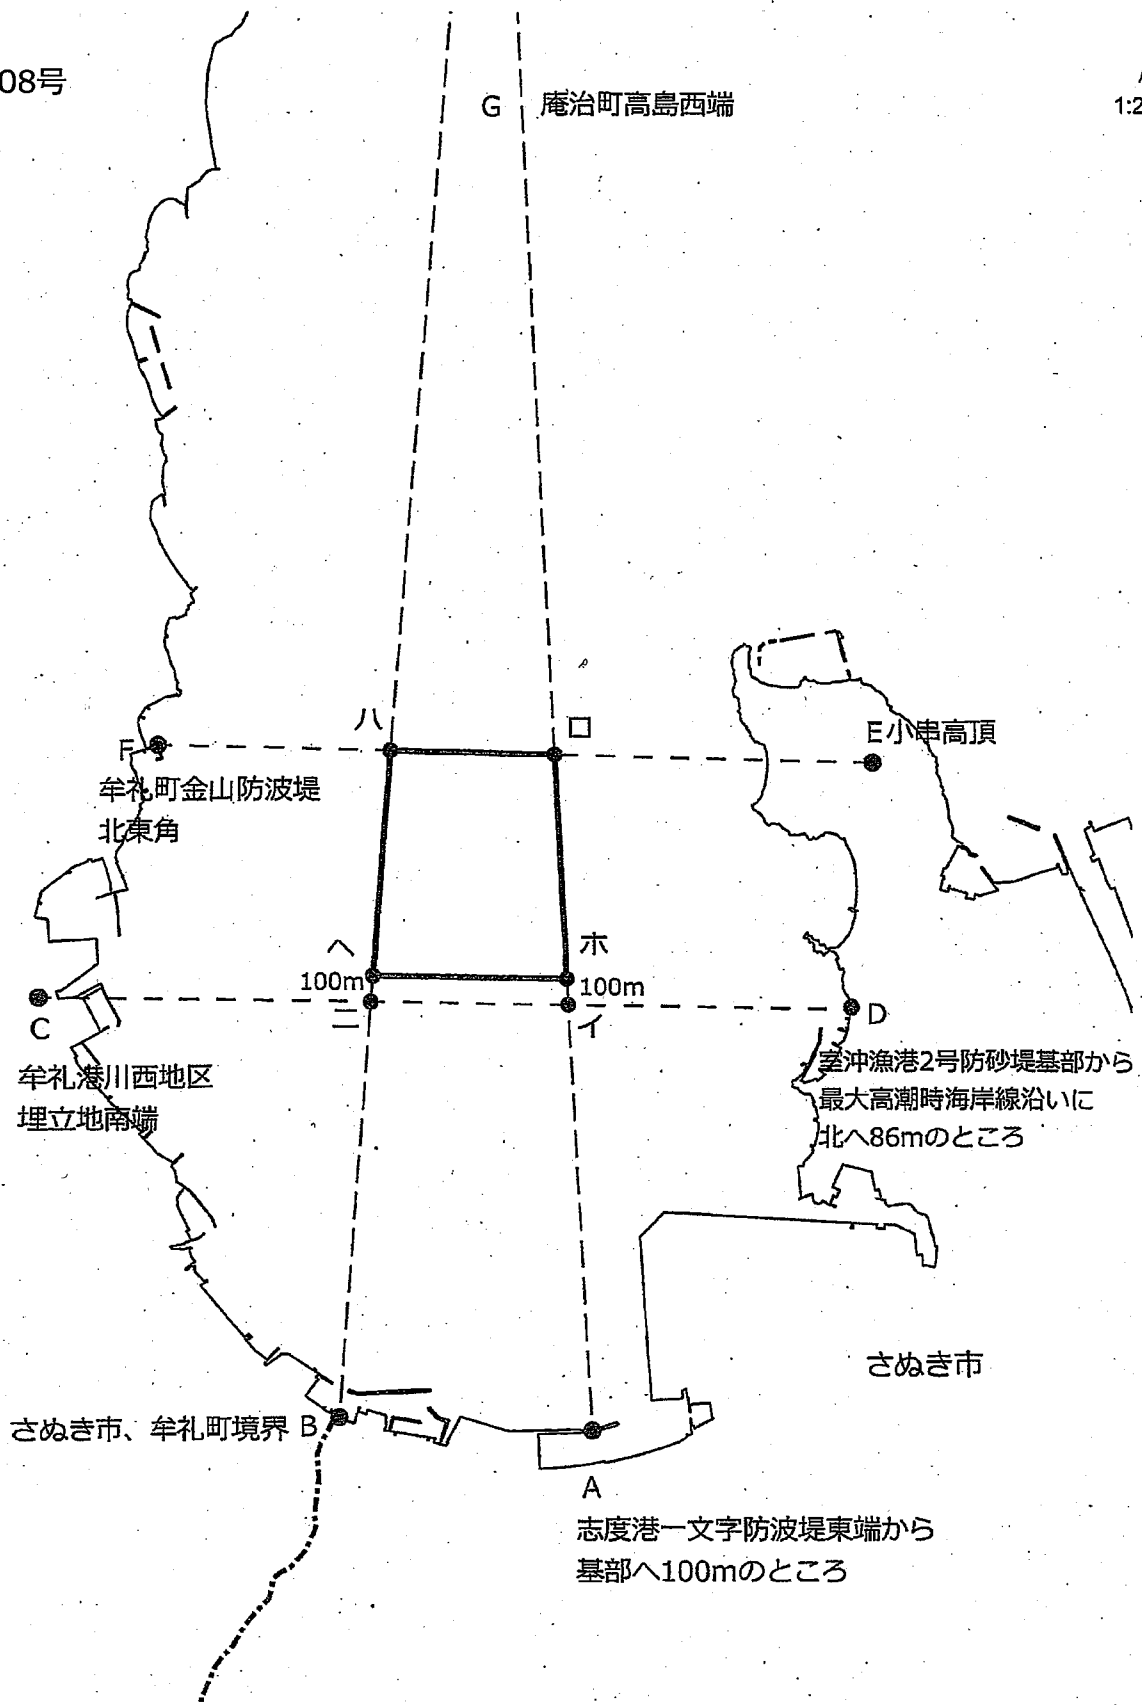 08号
1:2
G 庵治町高島西端
ハ
ロ
F
E小串高頂
牟礼町金山防波堤
北東角
ヘ
ホ
100m
100m
C
ニ
イ
D
牟礼港川西地区
埋立地南端
室沖漁港2号防砂堤基部から
最大高潮時海岸線沿いに
北へ86mのところ
さぬき市
さぬき市、牟礼町境界 B
A
志度港一文字防波堤東端から
基部へ100mのところ